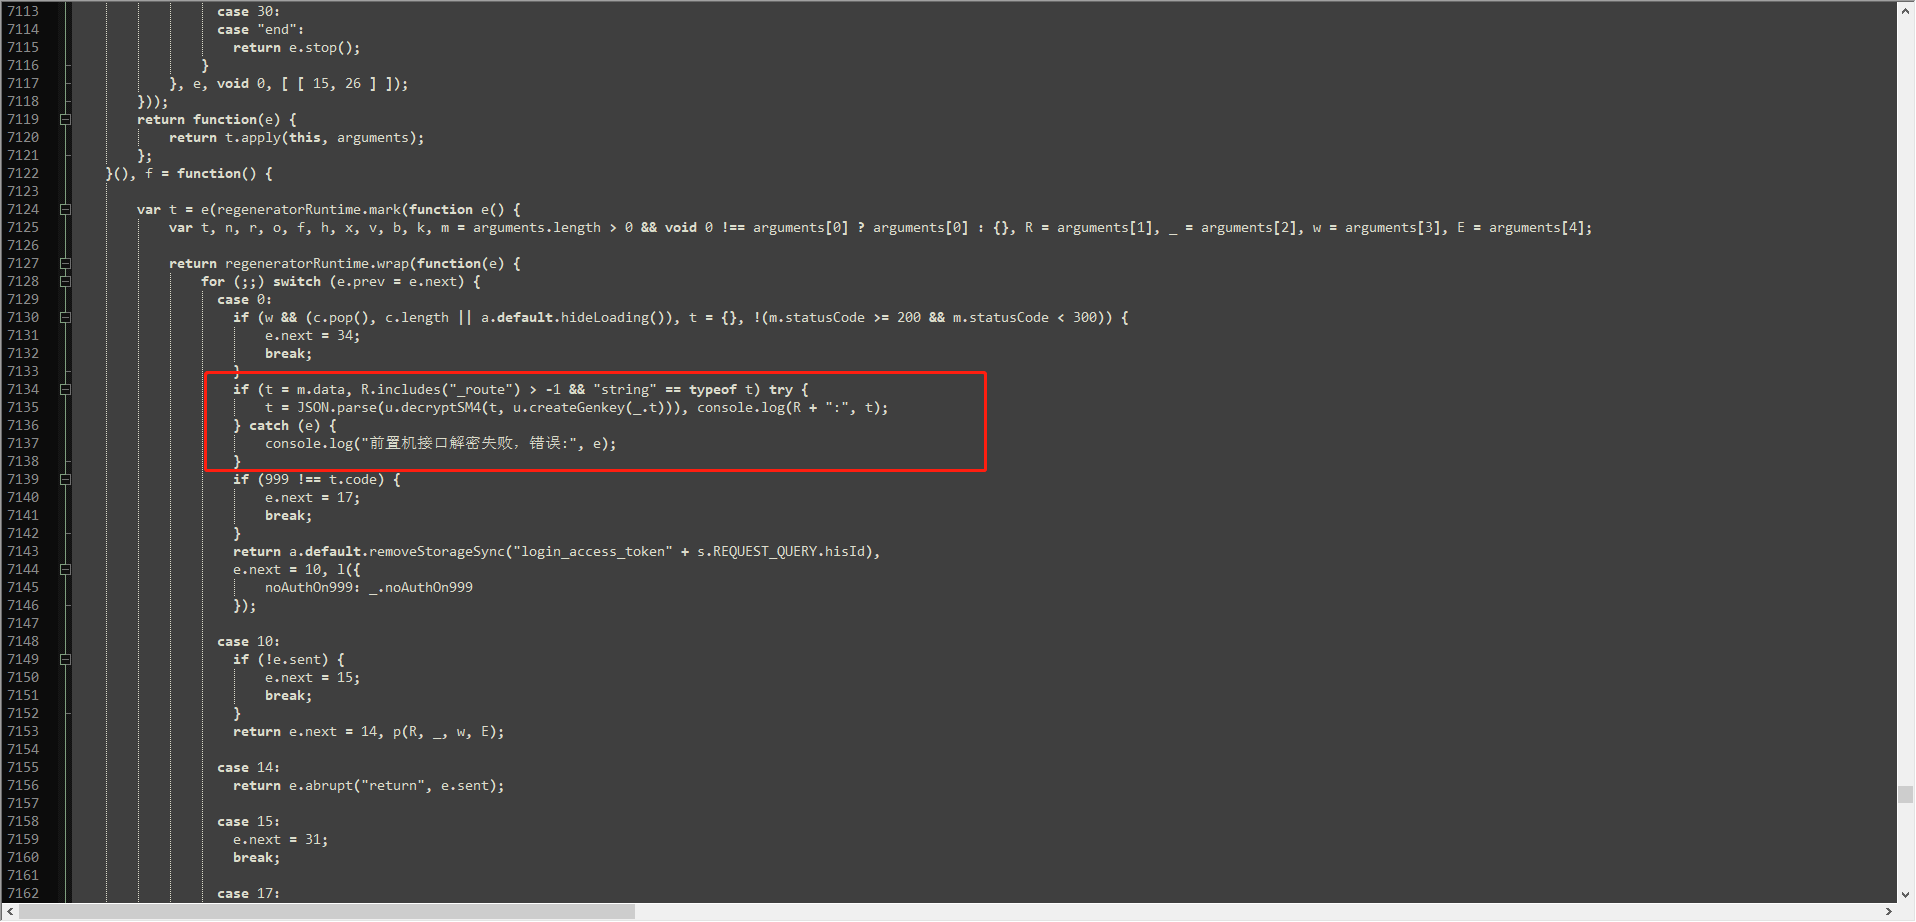 7113 case 30:
7114 case "end":
7115 return e.stop();
7116 }
7117 }, e, void 0, [ [ 15, 26 ] ]);
7118 }));
7119 return function(e) {
7120 return t.apply(this, arguments);
7121 };
7122 }(), f = function() {
7123
7124 var t = e(regeneratorRuntime.mark(function e() {
7125 var t, n, r, o, f, h, x, v, b, k, m = arguments.length > 0 && void 0 !== arguments[0] ? arguments[0] : {}, R = arguments[1], _ = arguments[2], w = arguments[3], E = arguments[4];
7126
7127 return regeneratorRuntime.wrap(function(e) {
7128 for (;;) switch (e.prev = e.next) {
7129 case 0:
7130 if (w && (c.pop(), c.length || a.default.hideLoading()), t = {}, !(m.statusCode >= 200 && m.statusCode < 300)) {
7131 e.next = 34;
7132 break;
7133 }
7134 if (t = m.data, R.includes("_route") > -1 && "string" == typeof t) try {
7135 t = JSON.parse(u.decryptSM4(t, u.createGenkey(_.t))), console.log(R + ":", t);
7136 } catch (e) {
7137 console.log("前置机接口解密失败，错误:", e);
7138 }
7139 if (999 !== t.code) {
7140 e.next = 17;
7141 break;
7142 }
7143 return a.default.removeStorageSync("login_access_token" + s.REQUEST_QUERY.hisId),
7144 e.next = 10, l({
7145 noAuthOn999: _.noAuthOn999
7146 });
7147
7148 case 10:
7149 if (!e.sent) {
7150 e.next = 15;
7151 break;
7152 }
7153 return e.next = 14, p(R, _, w, E);
7154
7155 case 14:
7156 return e.abrupt("return", e.sent);
7157
7158 case 15:
7159 e.next = 31;
7160 break;
7161
7162 case 17: